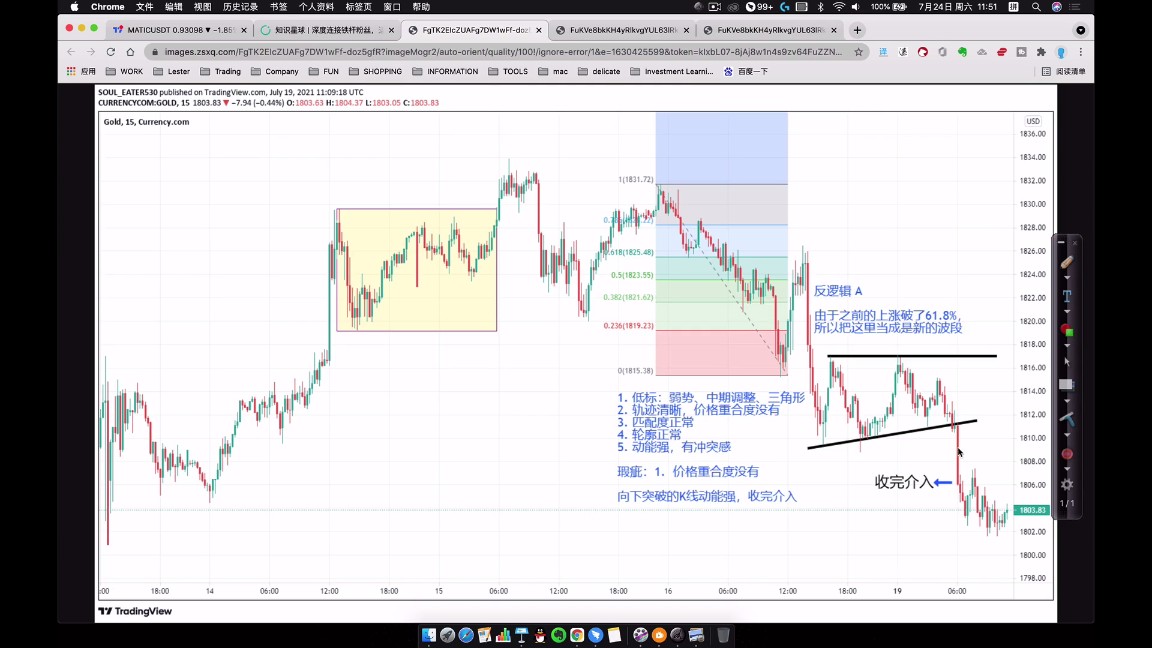 Chrome 文件 编辑 视图 历史记录 书签 个人资料 标签页 窗口 帮助 99+ 100% 7月24日 周六 11:51
MATICUSDT 0.93098 ▼ −1.85 知识星球 | 深度连接铁杆粉丝， FgTK2EIcZUAFg7DW1wFf-doz5 FuKVe8bkKH4yRlkvgYUL63lRk FuKVe8bkKH4yRlkvgYUL63lRk
images.zsxq.com/FgTK2EIcZUAFg7DW1wFf-doz5gfR?imageMogr2/auto-orient/quality/100!/ignore-error/1&e=1630425599&token=kIxbL07-8jAj8w1n4s9zv64FuZZN...
应用 WORK Lester Trading Company FUN SHOPPING INFORMATION TOOLS mac delicate Investment Learni... 百度一下 阅读清单
SOUL_EATER530 published on TradingView.com, July 19, 2021 11:09:18 UTC
CURRENCYCOM:GOLD, 15 1803.83 ▼ −7.94 (−0.44%) O:1803.63 H:1804.37 L:1803.05 C:1803.83
Gold, 15, Currency.com
USD
1836.00
1834.00
1832.00
1830.00
1828.00
1826.00
1824.00
1822.00
1820.00
1818.00
1816.00
1814.00
1812.00
1810.00
1808.00
1806.00
1803.83
1802.00
1800.00
1798.00
1(1831.72)
0.618(1825.48)
0.5(1823.55)
0.382(1821.62)
0.236(1819.23)
0(1815.38)
反逻辑 A
由于之前的上涨破了61.8%，
所以把这里当成是新的波段
1. 低标：弱势、中期调整、三角形
2. 轨迹清晰，价格重合度没有
3. 匹配度正常
4. 轮廓正常
5. 动能强，有冲突感
瑕疵：1. 价格重合度没有
向下突破的K线动能强，收完介入
收完介入
1/1
:00 18:00 14 06:00 12:00 18:00 15 06:00 12:00 18:00 16 06:00 12:00 18:00 19 06:00
TradingView